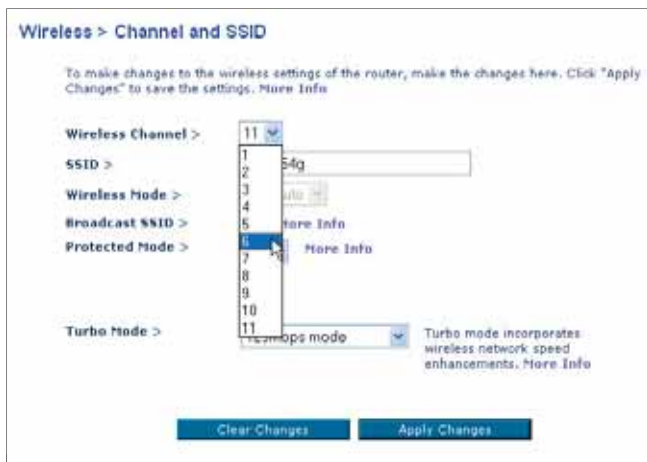 Wireless > Channel and SSID
To make changes to the wireless settings of the router, make the changes here. Click "Apply
Changes" to save the settings. More Info
Wireless Channel >
11
1
2
3
4
5
6
7
8
9
10
11
SSID >
54g
Wireless Mode >
Broadcast SSID >
More Info
Protected Mode >
More Info
Turbo Mode >
mode
Turbo mode incorporates
wireless network speed
enhancements. More Info
Clear Changes
Apply Changes